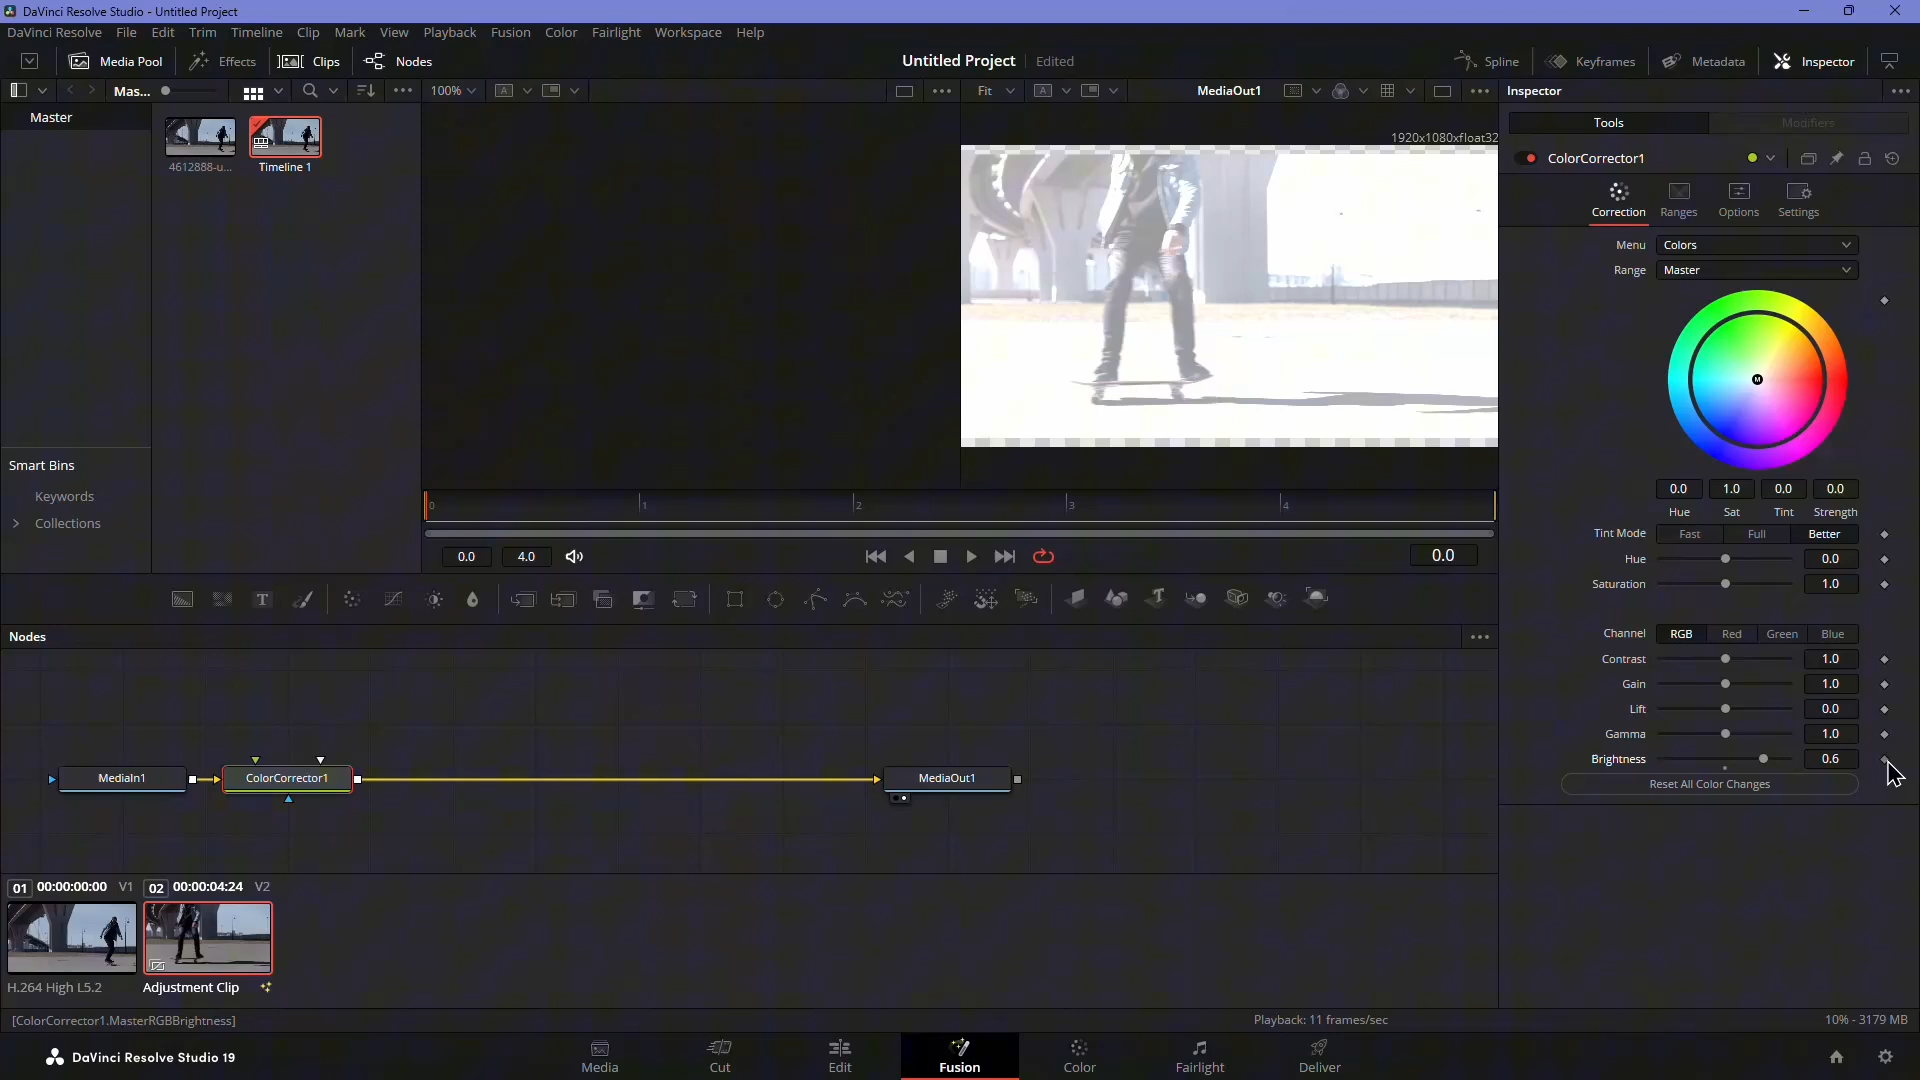 DaVinci Resolve Studio - Untitled Project
DaVinci Resolve File Edit Trim Timeline Clip Mark View Playback Fusion Color Fairlight Workspace Help
Media Pool Effects Clips Nodes Untitled Project Edited Spline Keyframes Metadata Inspector
Mas... 100% Fit MediaOut1 Inspector
Master
4612888-u...
Timeline 1
1920x1080xfloat32
Tools Modifiers
ColorCorrector1
Correction Ranges Options Settings
Menu Colors
Range Master
M
0.0 1.0 0.0 0.0
Hue Sat Tint Strength
Tint Mode Fast Full Better
Hue 0.0
Saturation 1.0
Channel RGB Red Green Blue
Contrast 1.0
Gain 1.0
Lift 0.0
Gamma 1.0
Brightness 0.6
Reset All Color Changes
Smart Bins
Keywords
Collections
0 1 2 3 4
0.0 4.0 0.0
Nodes
MediaIn1 ColorCorrector1 MediaOut1
01 00:00:00:00 V1 02 00:00:04:24 V2
H.264 High L5.2 Adjustment Clip
[ColorCorrector1.MasterRGBBrightness] Playback: 11 frames/sec 10% - 3179 MB
DaVinci Resolve Studio 19
Media Cut Edit Fusion Color Fairlight Deliver